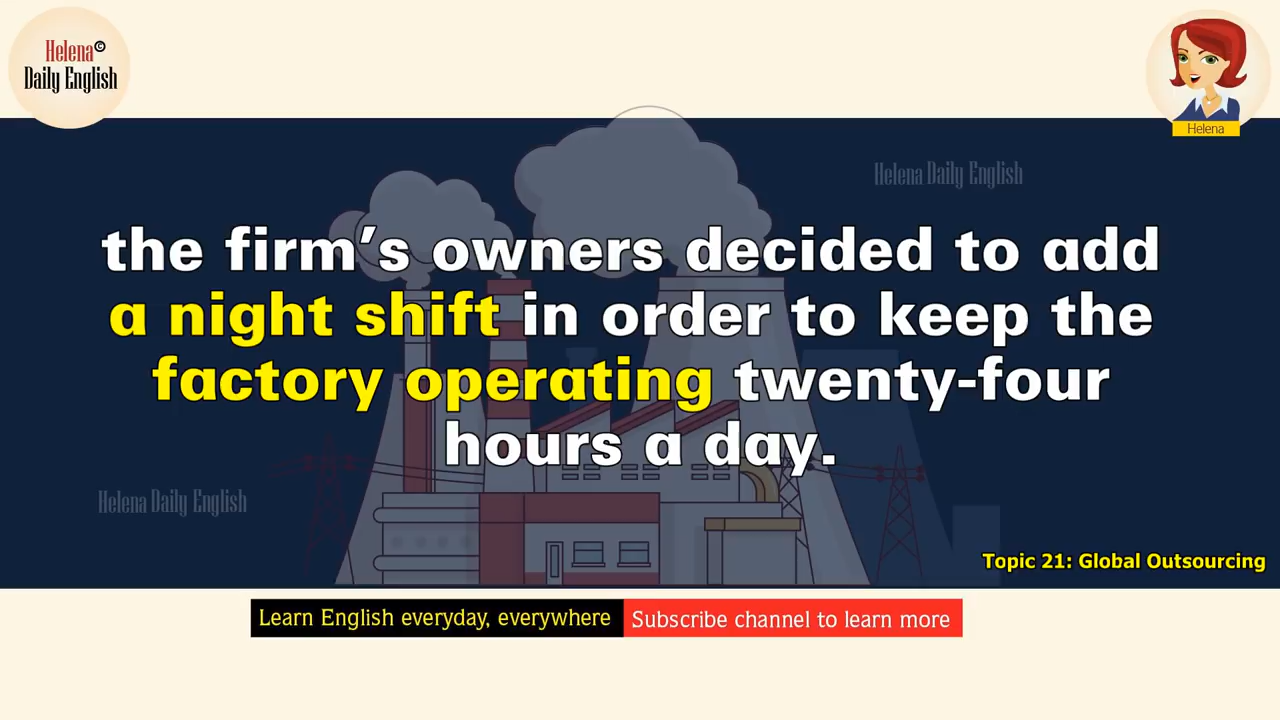 Helena©
Daily English
Helena
Helena Daily English
the firm's owners decided to add
a night shift in order to keep the
factory operating twenty-four
hours a day.
Helena Daily English
Topic 21: Global Outsourcing
Learn English everyday, everywhere
Subscribe channel to learn more